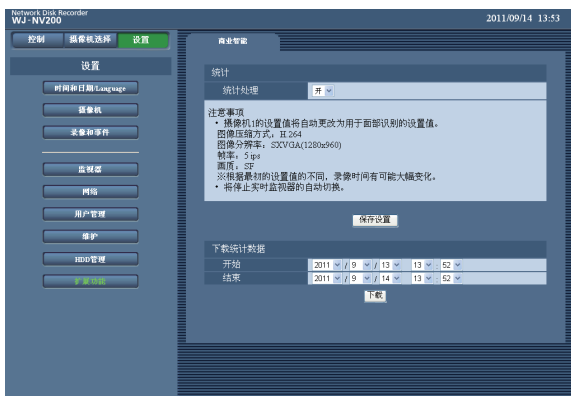 Network Disk Recorder
WJ-NV200
2011/09/14 13:53
控制 摄像机选择 设置
设置
时间和日期/Language
摄像机
录像和事件
监视器
网络
用户管理
维护
HDD管理
扩展功能
商业智能
统计
统计处理 开
注意事项
• 摄像机1的设置值将自动更改为用于面部识别的设置值。
图像压缩方式: H.264
图像分辨率: SXVGA(1280x960)
帧率: 5 ips
画质: SF
※根据最初的设置值的不同，录像时间有可能大幅变化。
• 将停止实时监视器的自动切换。
保存设置
下载统计数据
开始 2011 / 9 / 13 13 : 52
结束 2011 / 9 / 14 13 : 52
下载